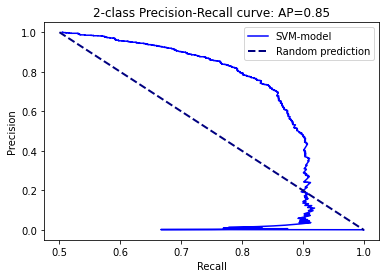 2-class Precision-Recall curve: AP=0.85
SVM-model
Random prediction
Precision
1.0
0.8
0.6
0.4
0.2
0.0
0.5
0.6
0.7
0.8
0.9
1.0
Recall